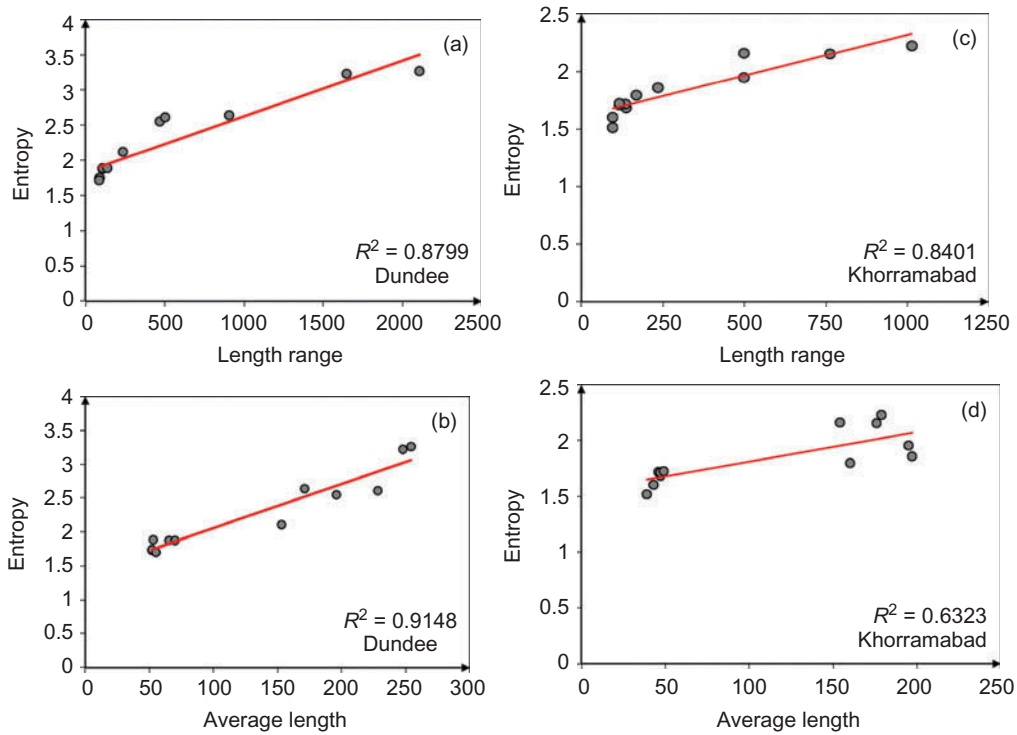 (a)
4
3.5
3
2.5
2
1.5
1
0.5
0
Entropy
R² = 0.8799
Dundee
0 500 1000 1500 2000 2500
Length range
(c)
2.5
2
1.5
1
0.5
0
Entropy
R² = 0.8401
Khorramabad
0 250 500 750 1000 1250
Length range
(b)
4
3.5
3
2.5
2
1.5
1
0.5
0
Entropy
R² = 0.9148
Dundee
0 50 100 150 200 250 300
Average length
(d)
2.5
2
1.5
1
0.5
0
Entropy
R² = 0.6323
Khorramabad
0 50 100 150 200 250
Average length